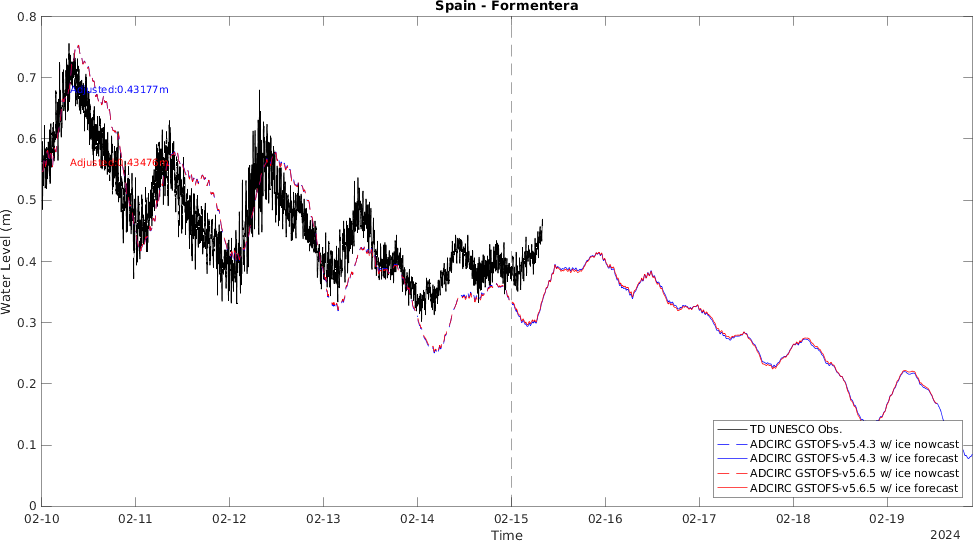 Spain - Formentera
0.8
0.7
0.6
0.5
0.4
0.3
0.2
0.1
0
Water Level (m)
Adjusted:0.43177m
TD UNESCO Obs.
ADCIRC GSTOFS-v5.4.3 w/ ice nowcast
ADCIRC GSTOFS-v5.4.3 w/ ice forecast
ADCIRC GSTOFS-v5.6.5 w/ ice nowcast
ADCIRC GSTOFS-v5.6.5 w/ ice forecast
02-10 02-11 02-12 02-13 02-14 02-15 02-16 02-17 02-18 02-19
Time
2024